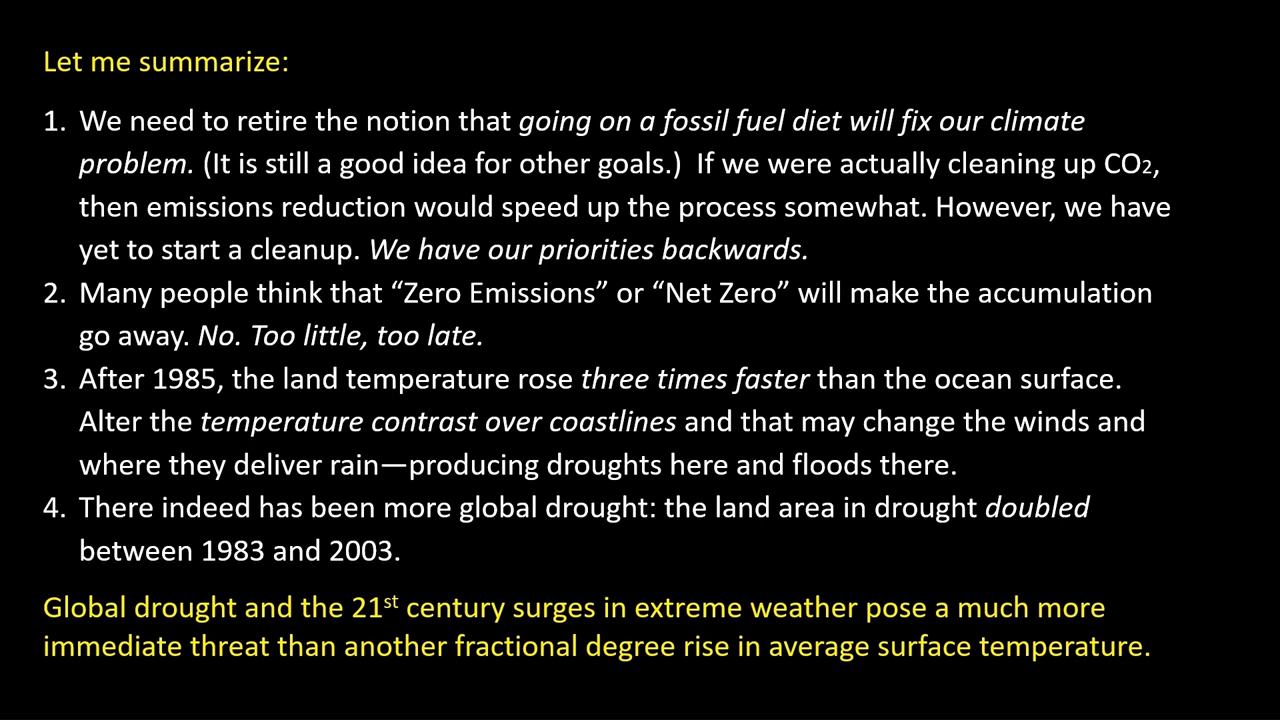 Let me summarize:
1. We need to retire the notion that going on a fossil fuel diet will fix our climate
problem. (It is still a good idea for other goals.) If we were actually cleaning up CO₂,
then emissions reduction would speed up the process somewhat. However, we have
yet to start a cleanup. We have our priorities backwards.
2. Many people think that “Zero Emissions” or “Net Zero” will make the accumulation
go away. No. Too little, too late.
3. After 1985, the land temperature rose three times faster than the ocean surface.
Alter the temperature contrast over coastlines and that may change the winds and
where they deliver rain—producing droughts here and floods there.
4. There indeed has been more global drought: the land area in drought doubled
between 1983 and 2003.
Global drought and the 21st century surges in extreme weather pose a much more
immediate threat than another fractional degree rise in average surface temperature.